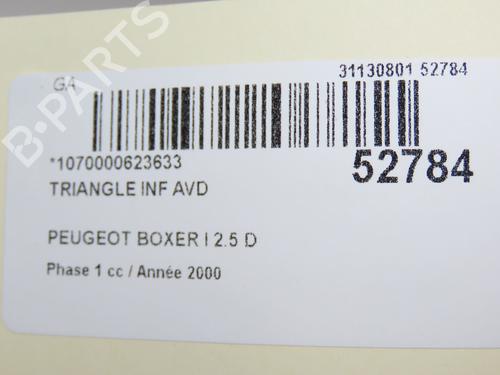 B-PARTS
GA
31130801 52784
*1070000623633
52784
TRIANGLE INF AVD
PEUGEOT BOXER I 2.5 D
Phase 1 cc / Année 2000